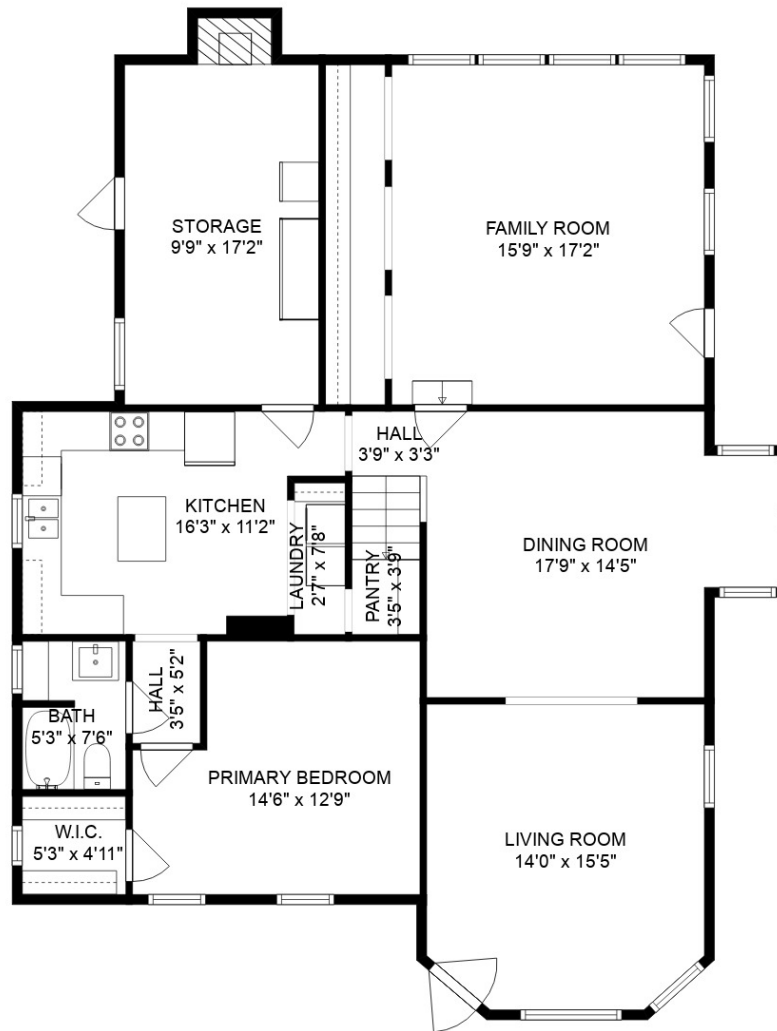 STORAGE
9'9" x 17'2"
FAMILY ROOM
15'9" x 17'2"
HALL
3'9" x 3'3"
KITCHEN
16'3" x 11'2"
LAUNDRY
2'7" x 7'8"
PANTRY
3'5" x 3'9"
DINING ROOM
17'9" x 14'5"
HALL
3'5" x 5'2"
BATH
5'3" x 7'6"
PRIMARY BEDROOM
14'6" x 12'9"
W.I.C.
5'3" x 4'11"
LIVING ROOM
14'0" x 15'5"